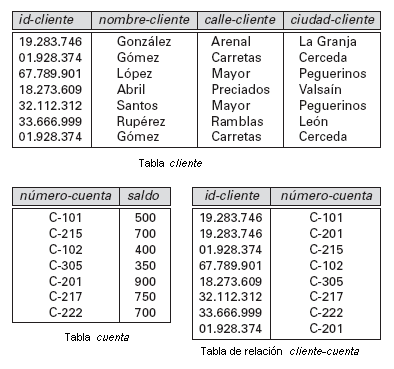 id-cliente nombre-cliente calle-cliente ciudad-cliente
19.283.746 González Arenal La Granja
01.928.374 Gómez Carretas Cerceda
67.789.901 López Mayor Peguerinos
18.273.609 Abril Preciados Valsaín
32.112.312 Santos Mayor Peguerinos
33.666.999 Rupérez Ramblas León
01.928.374 Gómez Carretas Cerceda
Tabla cliente
número-cuenta saldo
C-101 500
C-215 700
C-102 400
C-305 350
C-201 900
C-217 750
C-222 700
Tabla cuenta
id-cliente número-cuenta
19.283.746 C-101
19.283.746 C-201
01.928.374 C-215
67.789.901 C-102
18.273.609 C-305
32.112.312 C-217
33.666.999 C-222
01.928.374 C-201
Tabla de relación cliente-cuenta